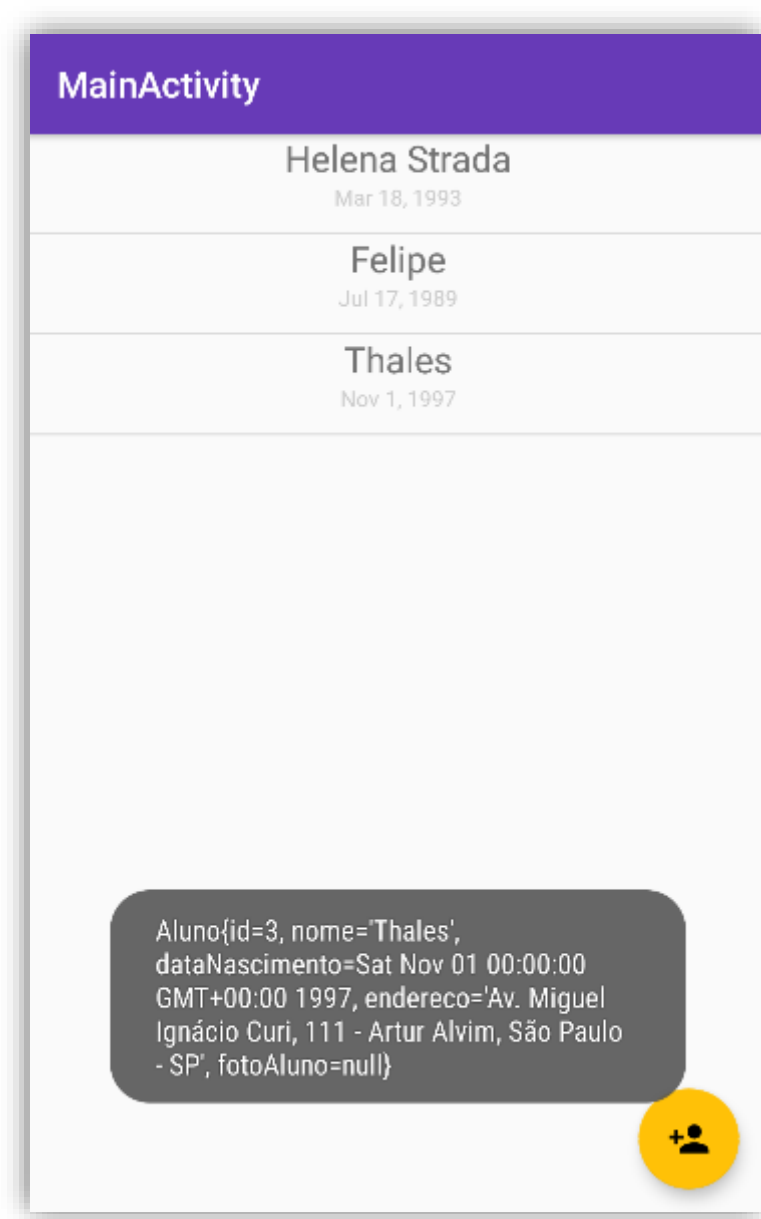 MainActivity
Helena Strada
Mar 18, 1993
Felipe
Jul 17, 1989
Thales
Nov 1, 1997
Aluno{id=3, nome='Thales',
dataNascimento=Sat Nov 01 00:00:00
GMT+00:00 1997, endereco='Av. Miguel
Ignácio Curi, 111 - Artur Alvim, São Paulo
- SP', fotoAluno=null}